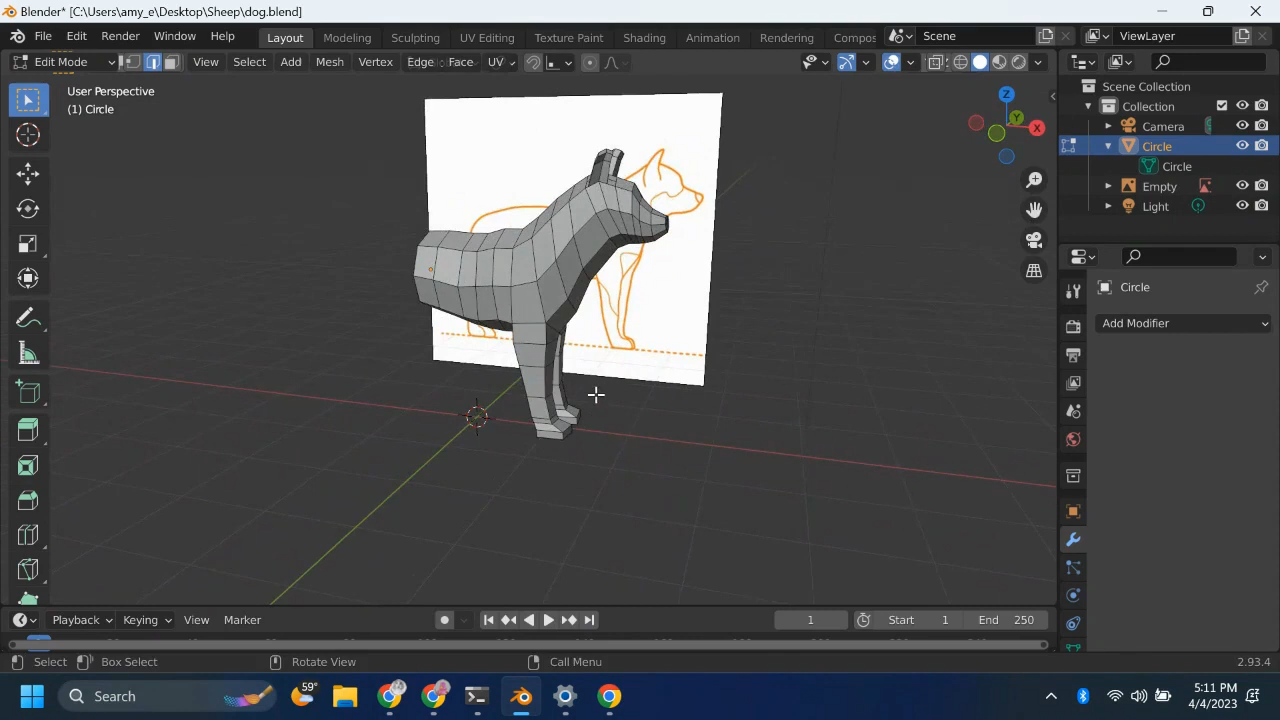 Blender* [C:\Users\amy_e\Desktop\Sheep\dog.blend]
File Edit Render Window Help Layout Modeling Sculpting UV Editing Texture Paint Shading Animation Rendering Compos Scene ViewLayer
Edit Mode View Select Add Mesh Vertex Edge Face UV
User Perspective
(1) Circle
Z
Y
X
Scene Collection
Collection
Camera
Circle
Circle
Empty
Light
Circle
Add Modifier
Playback Keying View Marker 1 Start 1 End 250
Select Box Select Rotate View Call Menu 2.93.4
Search 59° 5:11 PM
4/4/2023